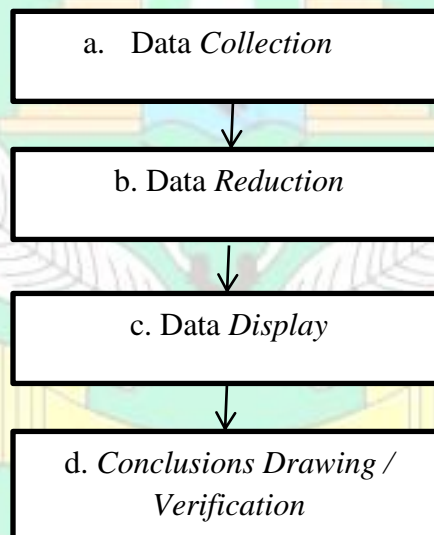 a. Data Collection
b. Data Reduction
c. Data Display
d. Conclusions Drawing /
Verification